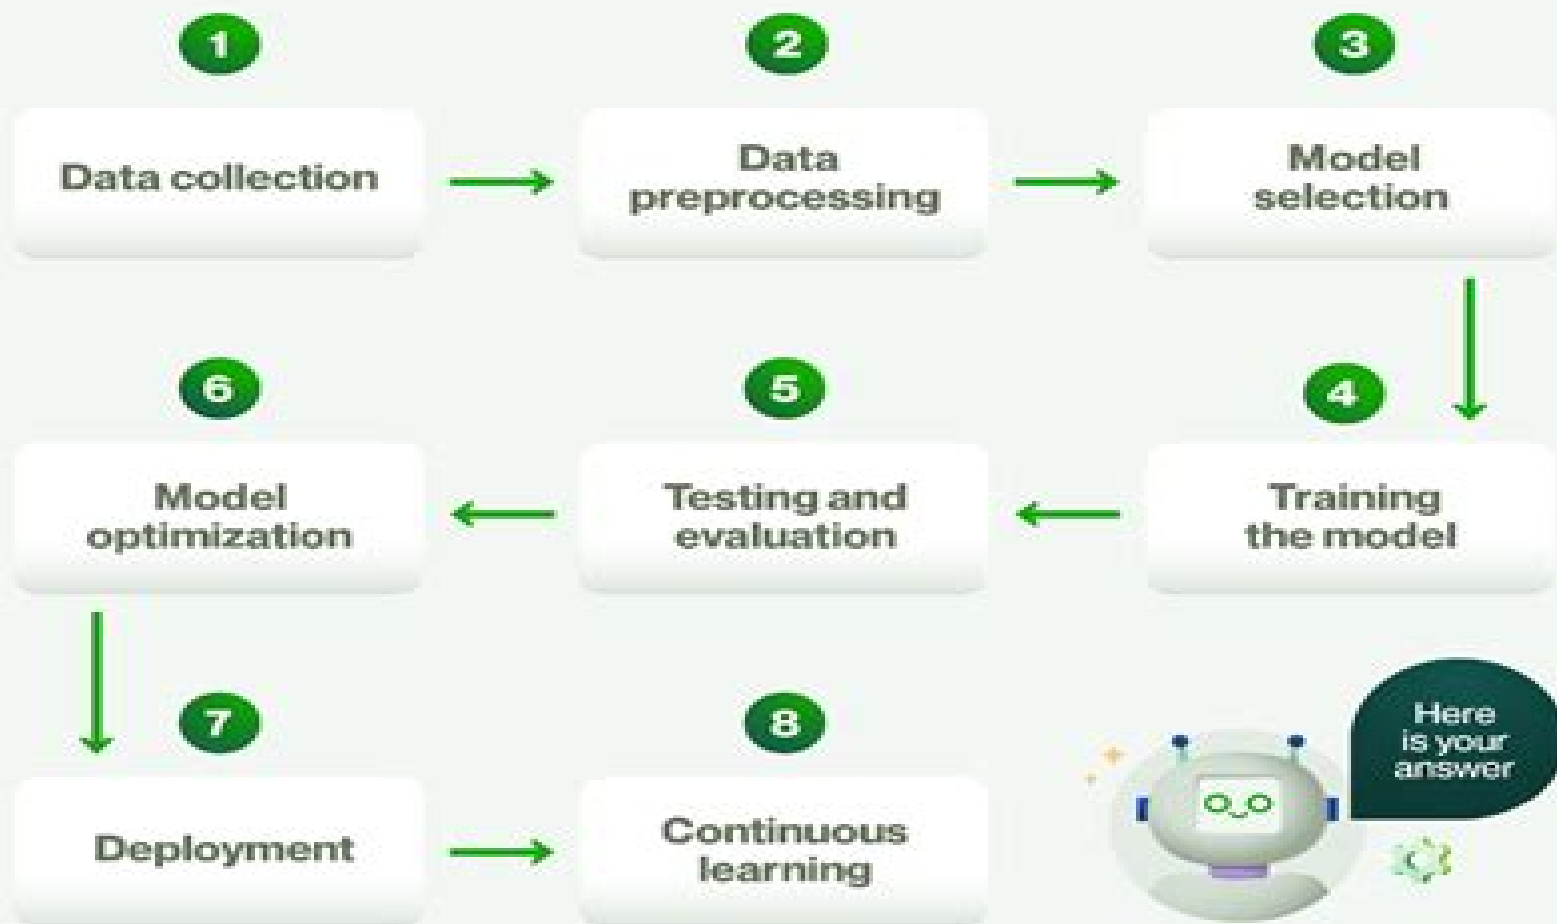 1
Data collection
2
Data
preprocessing
3
Model
selection
4
Training
the model
5
Testing and
evaluation
6
Model
optimization
7
Deployment
8
Continuous
learning
Here
is your
answer